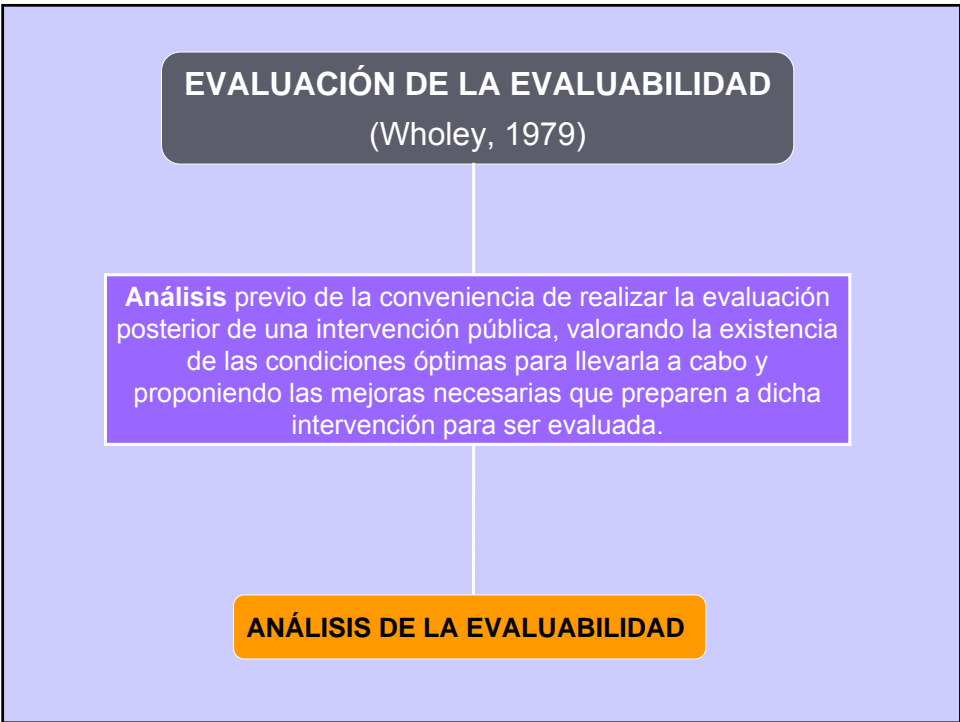 EVALUACIÓN DE LA EVALUABILIDAD
(Wholey, 1979)
Análisis previo de la conveniencia de realizar la evaluación
posterior de una intervención pública, valorando la existencia
de las condiciones óptimas para llevarla a cabo y
proponiendo las mejoras necesarias que preparen a dicha
intervención para ser evaluada.
ANÁLISIS DE LA EVALUABILIDAD